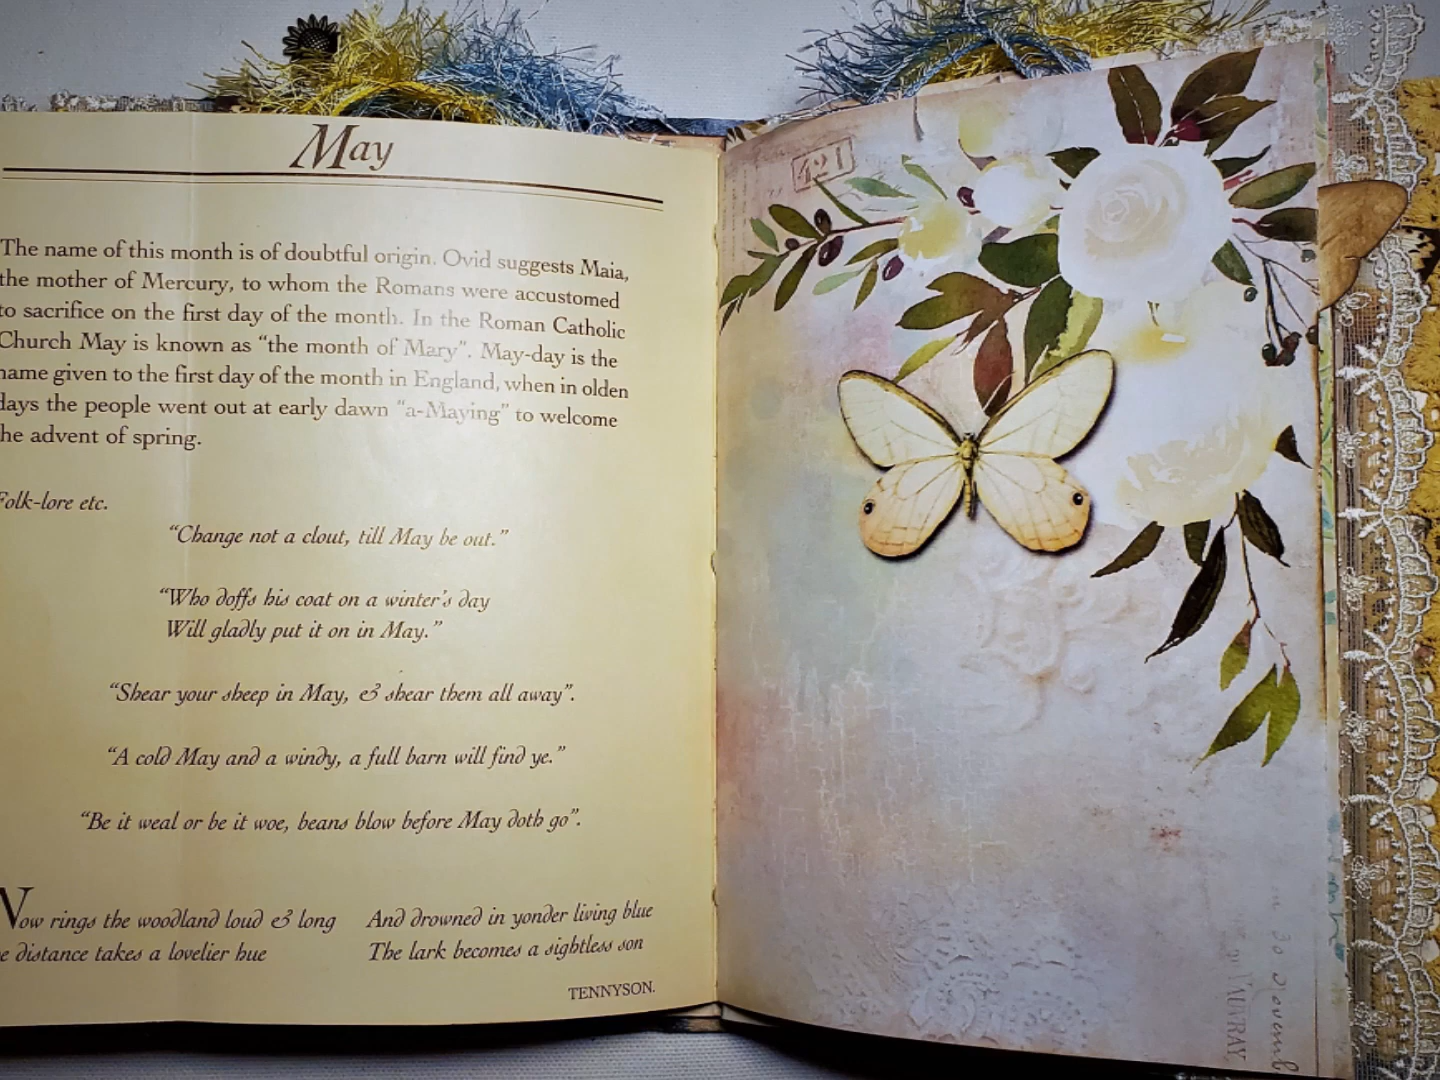 May
The name of this month is of doubtful origin. Ovid suggests Maia,
the mother of Mercury, to whom the Romans were accustomed
to sacrifice on the first day of the month. In the Roman Catholic
Church May is known as “the month of Mary”. May-day is the
name given to the first day of the month in England, when in olden
days the people went out at early dawn “a-Maying” to welcome
he advent of spring.
Folk-lore etc.
“Change not a clout, till May be out.”
“Who doffs his coat on a winter's day
Will gladly put it on in May.”
“Shear your sheep in May, & shear them all away”.
“A cold May and a windy, a full barn will find ye.”
“Be it weal or be it woe, beans blow before May doth go”.
Now rings the woodland loud & long
e distance takes a lovelier hue
And drowned in yonder living blue
The lark becomes a sightless son
TENNYSON.
421